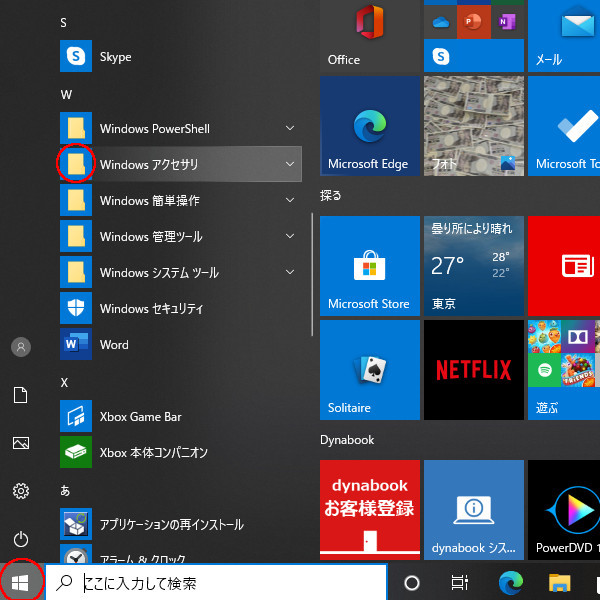 S
Skype
W
Windows PowerShell
Windows アクセサリ
Windows 簡単操作
Windows 管理ツール
Windows システム ツール
Windows セキュリティ
Word
X
Xbox Game Bar
Xbox 本体コンパニオン
あ
アプリケーションの再インストール
アラーム & クロック
ここに入力して検索
Office
メール
Microsoft Edge
フォト
Microsoft To
探る
Microsoft Store
曇り所により晴れ
27°
28°
22°
東京
Solitaire
NETFLIX
遊ぶ
Dynabook
dynabook
お客様登録
dynabook シス...
PowerDVD 1